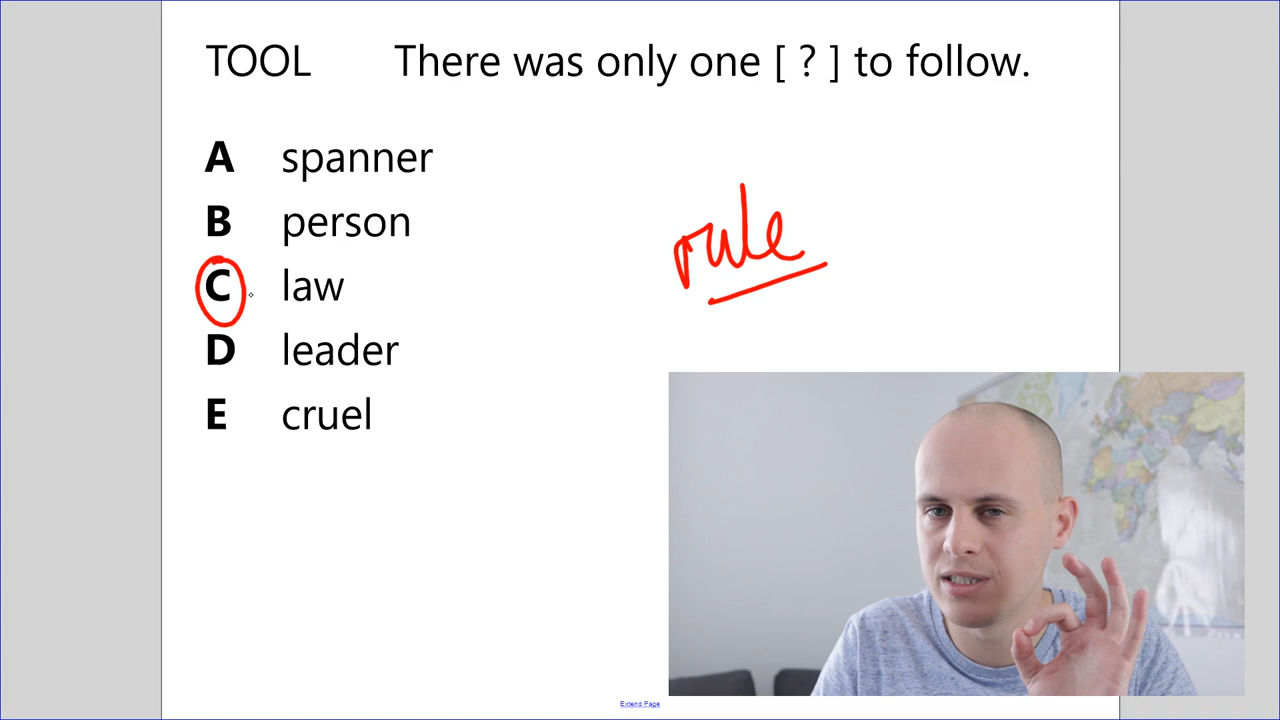 TOOL There was only one [ ? ] to follow.
A spanner
B person
rule
C law
D leader
E cruel
Extend Page